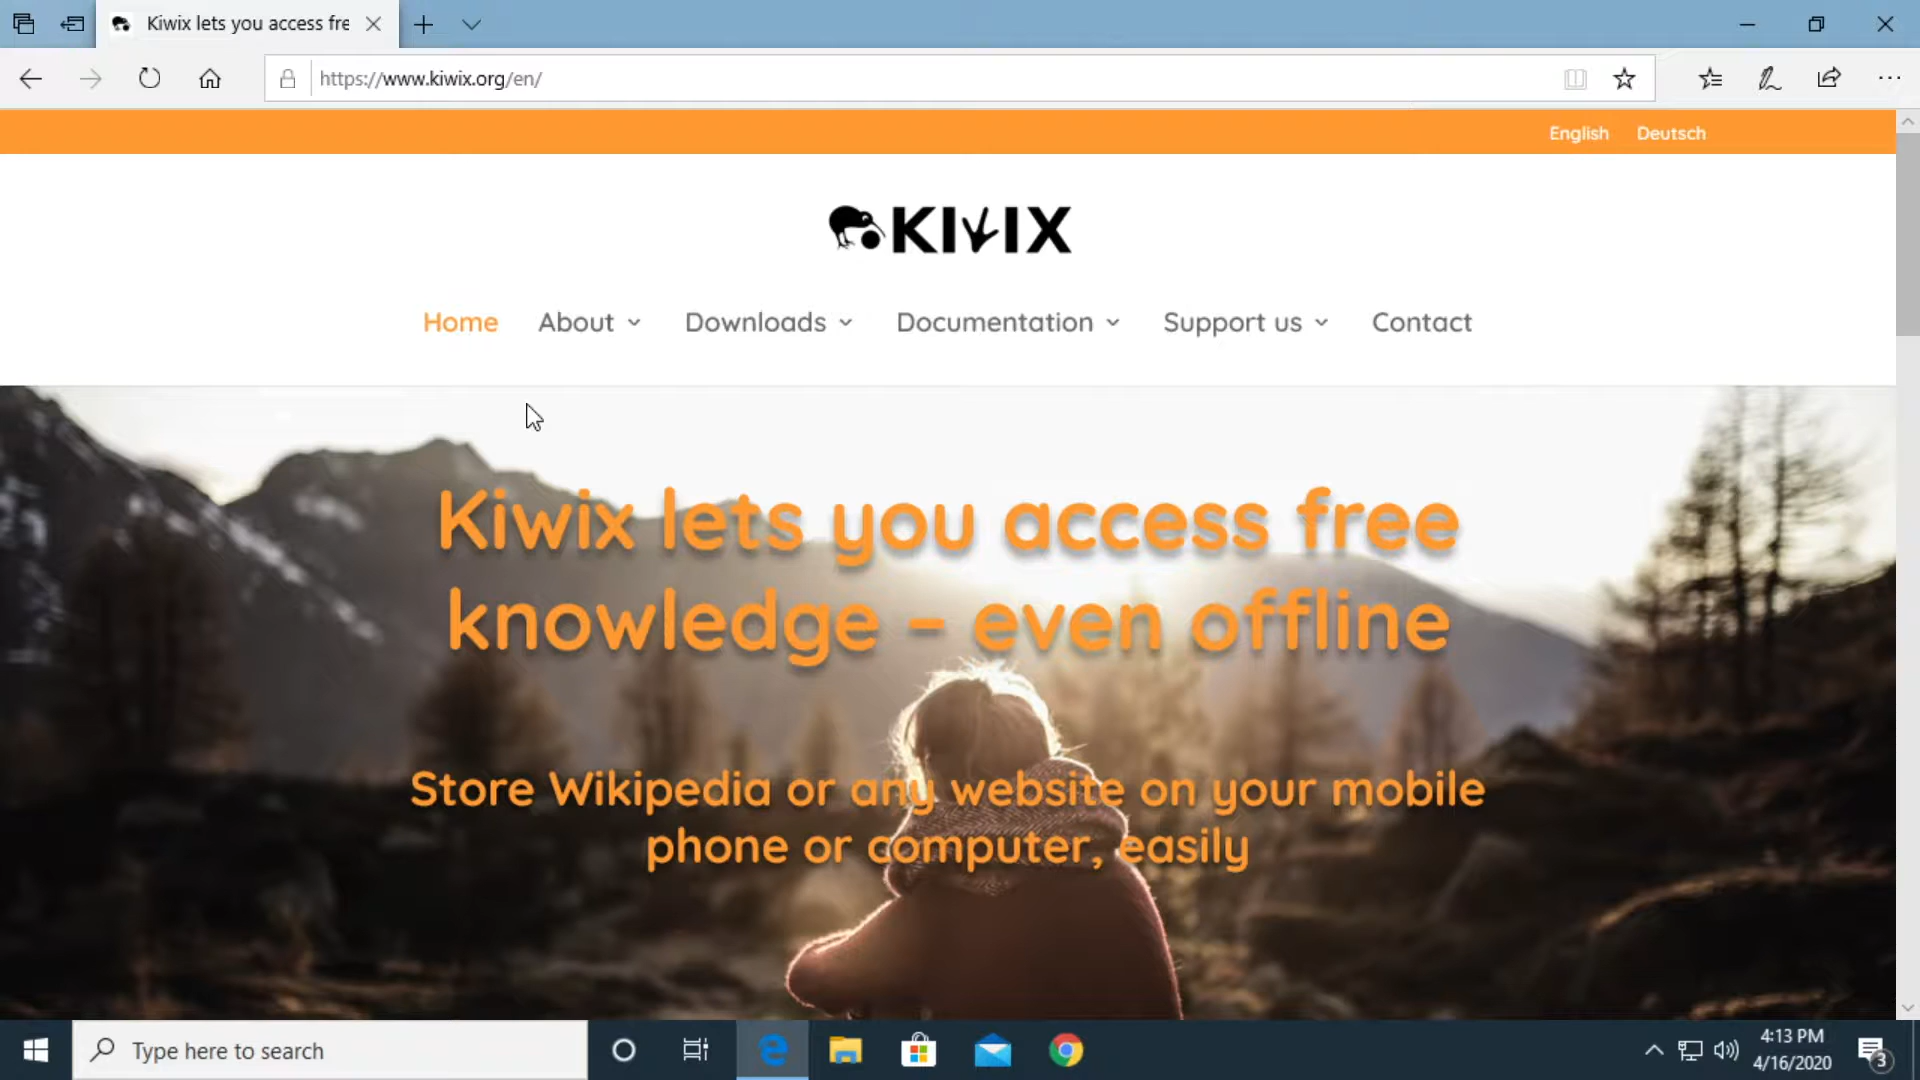 Kiwix lets you access fre
https://www.kiwix.org/en/
English Deutsch
KIWIX
Home About Downloads Documentation Support us Contact
Kiwix lets you access free
knowledge – even offline
Store Wikipedia or any website on your mobile
phone or computer, easily
Type here to search
4:13 PM
4/16/2020
3